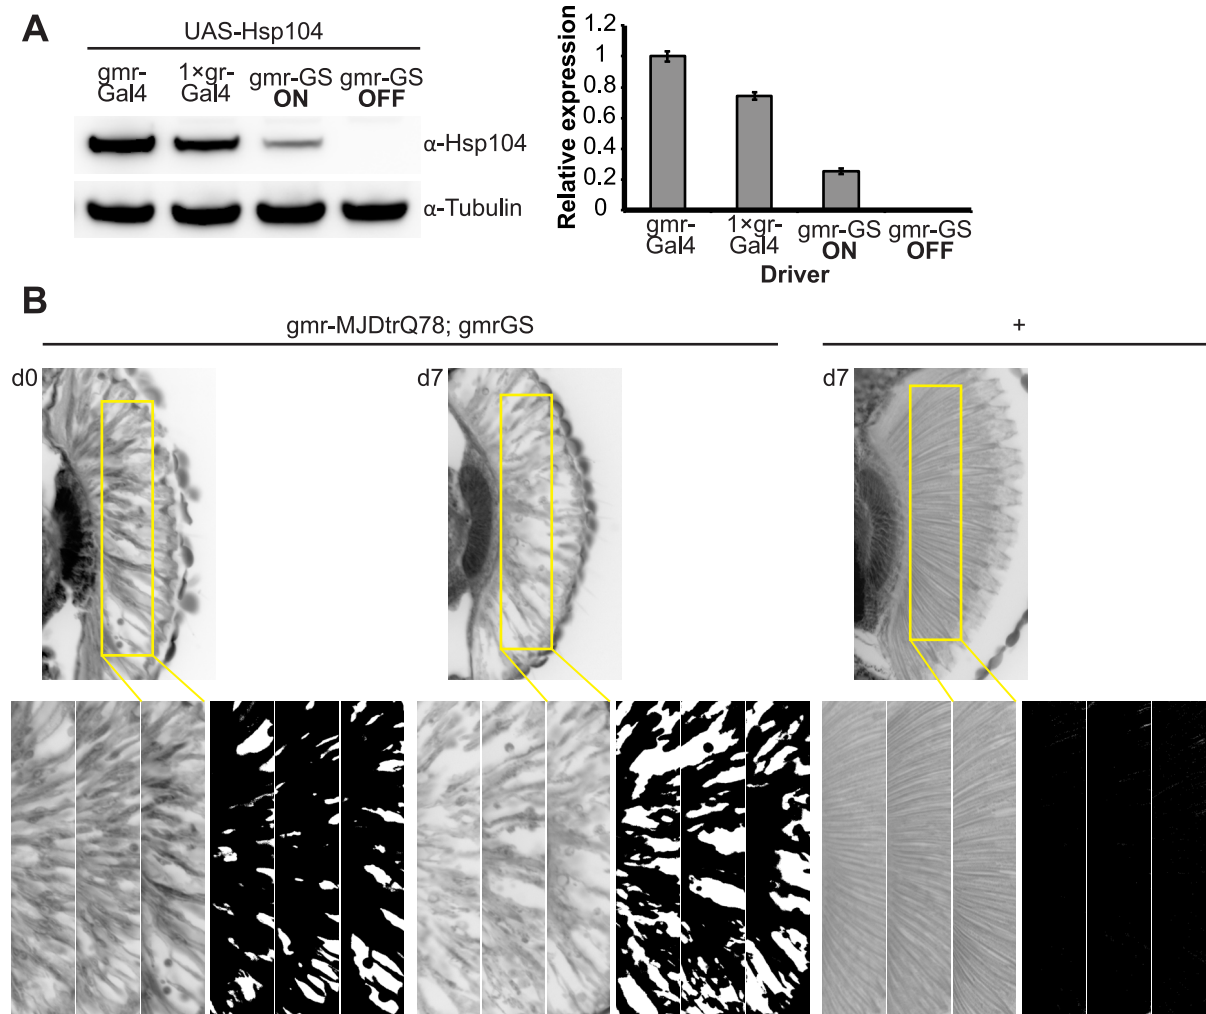 A
UAS-Hsp104
gmr-
Gal4
1×gr-
Gal4
gmr-GS
ON
gmr-GS
OFF
α-Hsp104
α-Tubulin
Relative expression
1.2
1
0.8
0.6
0.4
0.2
0
gmr-
Gal4
1×gr-
Gal4
gmr-GS
ON
gmr-GS
OFF
Driver
B
gmr-MJDtrQ78; gmrGS
+
d0
d7
d7